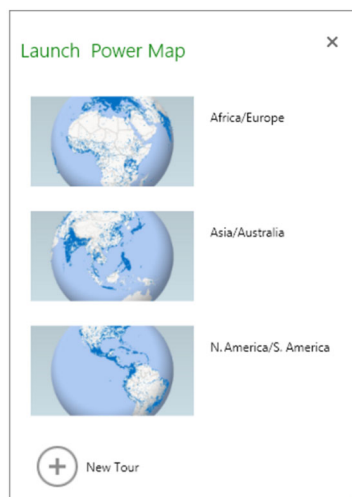 Launch Power Map
Africa/Europe
Asia/Australia
N. America/S. America
New Tour